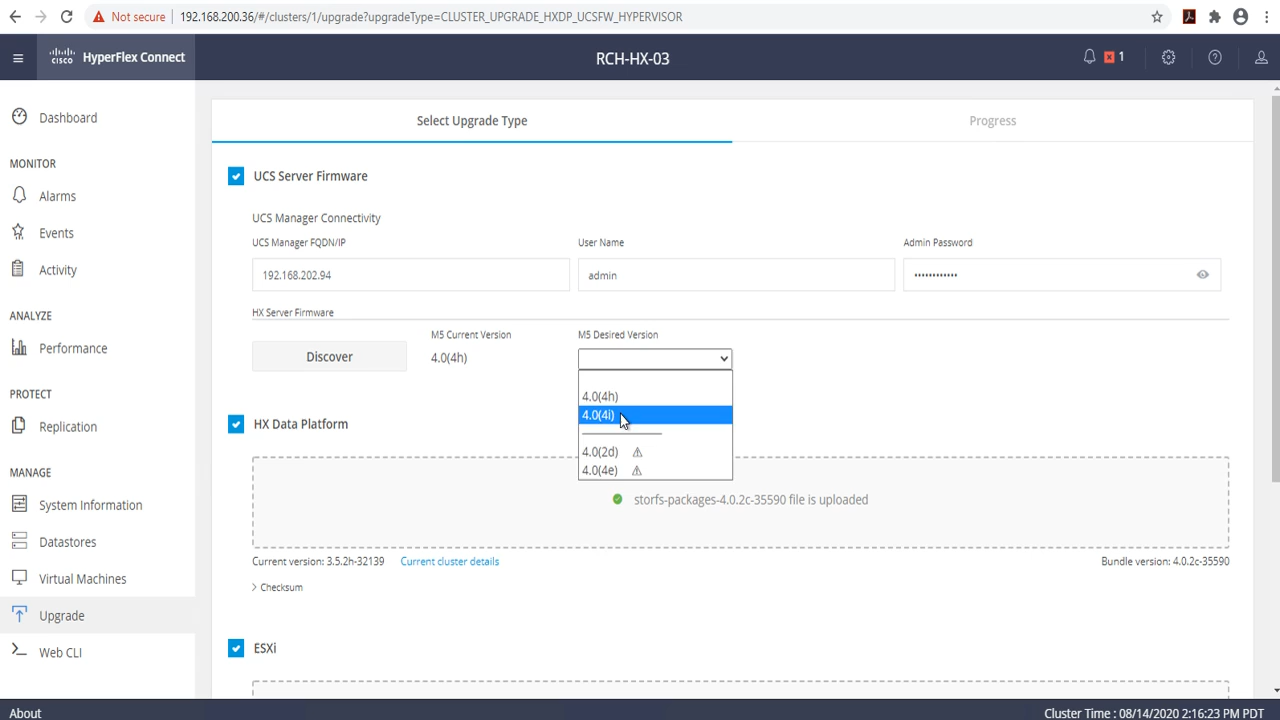 Not secure 192.168.200.36/#/clusters/1/upgrade?upgradeType=CLUSTER_UPGRADE_HXDP_UCSFW_HYPERVISOR
CISCO HyperFlex Connect
RCH-HX-03
1
Dashboard
MONITOR
Alarms
Events
Activity
ANALYZE
Performance
PROTECT
Replication
MANAGE
System Information
Datastores
Virtual Machines
Upgrade
Web CLI
About
Select Upgrade Type
Progress
UCS Server Firmware
UCS Manager Connectivity
UCS Manager FQDN/IP
User Name
Admin Password
192.168.202.94
admin
••••••••••••
HX Server Firmware
M5 Current Version
M5 Desired Version
Discover
4.0(4h)
4.0(4h)
4.0(4i)
4.0(2d)
4.0(4e)
HX Data Platform
storfs-packages-4.0.2c-35590 file is uploaded
Current version: 3.5.2h-32139
Current cluster details
Bundle version: 4.0.2c-35590
> Checksum
ESXi
Cluster Time : 08/14/2020 2:16:23 PM PDT